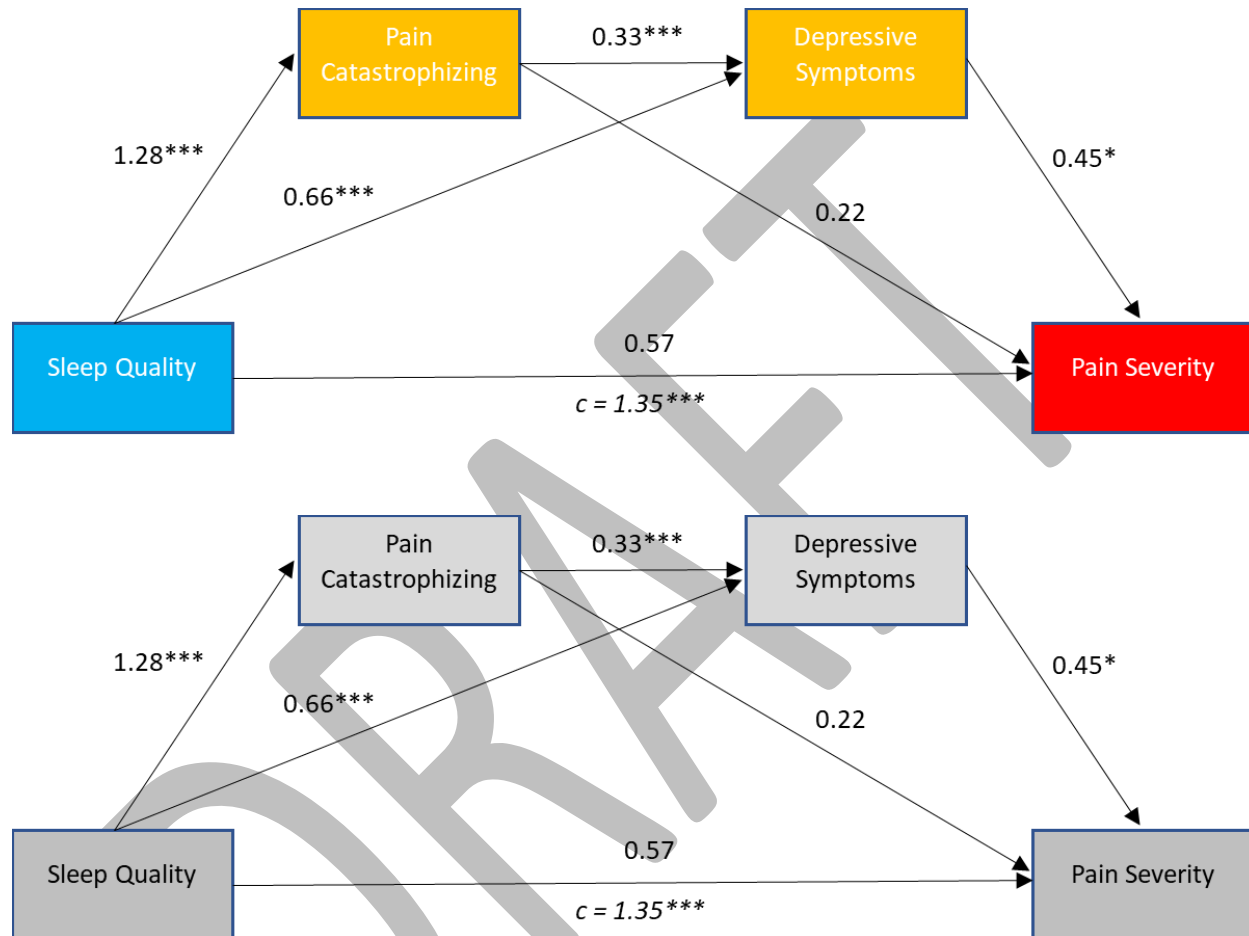 Pain
Catastrophizing
0.33***
Depressive
Symptoms
1.28***
0.66***
0.45*
0.22
Sleep Quality
0.57
c = 1.35***
Pain Severity
DRAFT
Pain
Catastrophizing
0.33***
Depressive
Symptoms
1.28***
0.66***
0.45*
0.22
Sleep Quality
0.57
c = 1.35***
Pain Severity